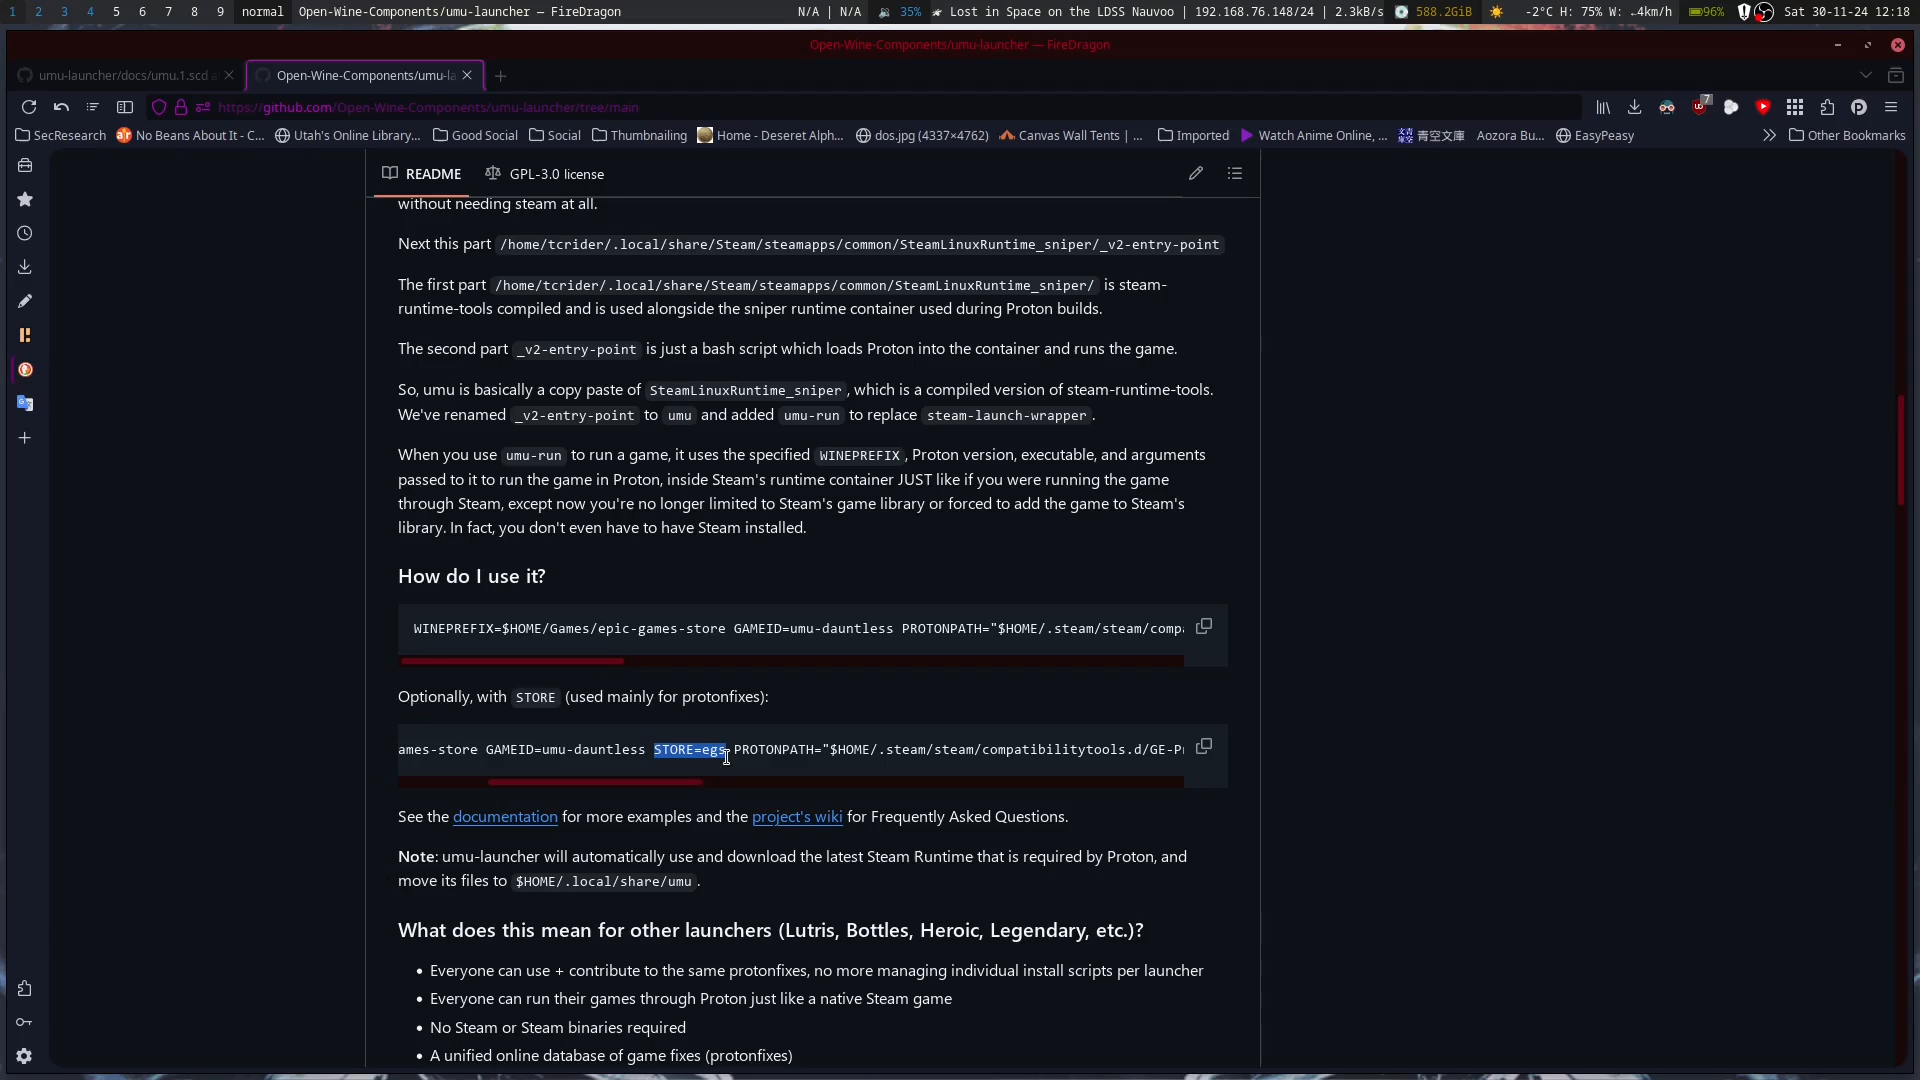 1 2 3 4 5 6 7 8 9 normal Open-Wine-Components/umu-launcher — FireDragon N/A | N/A 35% Lost in Space on the LDSS Nauvoo | 192.168.76.148/24 | 2.3kB/s 588.2GiB -2°C H: 75% W: ←4km/h 96% Sat 30-11-24 12:18
Open-Wine-Components/umu-launcher — FireDragon
umu-launcher/docs/umu.1.scd a Open-Wine-Components/umu-la
https://github.com/Open-Wine-Components/umu-launcher/tree/main 7
SecResearch No Beans About It - C... Utah's Online Library... Good Social Social Thumbnailing Home - Deseret Alph... dos.jpg (4337×4762) Canvas Wall Tents | ... Imported Watch Anime Online, ... 青空文庫 Aozora Bu... EasyPeasy Other Bookmarks
README GPL-3.0 license
without needing steam at all.
Next this part /home/tcrider/.local/share/Steam/steamapps/common/SteamLinuxRuntime_sniper/_v2-entry-point
The first part /home/tcrider/.local/share/Steam/steamapps/common/SteamLinuxRuntime_sniper/ is steam-
runtime-tools compiled and is used alongside the sniper runtime container used during Proton builds.
The second part _v2-entry-point is just a bash script which loads Proton into the container and runs the game.
So, umu is basically a copy paste of SteamLinuxRuntime_sniper, which is a compiled version of steam-runtime-tools.
We've renamed _v2-entry-point to umu and added umu-run to replace steam-launch-wrapper.
When you use umu-run to run a game, it uses the specified WINEPREFIX, Proton version, executable, and arguments
passed to it to run the game in Proton, inside Steam's runtime container JUST like if you were running the game
through Steam, except now you're no longer limited to Steam's game library or forced to add the game to Steam's
library. In fact, you don't even have to have Steam installed.
How do I use it?
WINEPREFIX=$HOME/Games/epic-games-store GAMEID=umu-dauntless PROTONPATH="$HOME/.steam/steam/compa
Optionally, with STORE (used mainly for protonfixes):
ames-store GAMEID=umu-dauntless STORE=egs PROTONPATH="$HOME/.steam/steam/compatibilitytools.d/GE-Pr
See the documentation for more examples and the project's wiki for Frequently Asked Questions.
Note: umu-launcher will automatically use and download the latest Steam Runtime that is required by Proton, and
move its files to $HOME/.local/share/umu.
What does this mean for other launchers (Lutris, Bottles, Heroic, Legendary, etc.)?
• Everyone can use + contribute to the same protonfixes, no more managing individual install scripts per launcher
• Everyone can run their games through Proton just like a native Steam game
• No Steam or Steam binaries required
• A unified online database of game fixes (protonfixes)